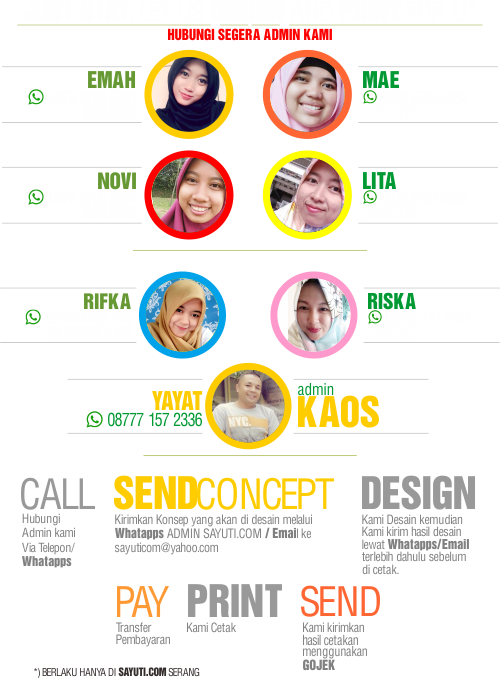 HUBUNGI SEGERA ADMIN KAMI
EMAH
MAE
NOVI
LITA
RIFKA
RISKA
YAYAT
08777 157 2336
admin
KAOS
NYC.
CALL
Hubungi
Admin kami
Via Telepon/
Whatapps
SENDCONCEPT
Kirimkan Konsep yang akan di desain melalui
Whatapps ADMIN SAYUTI.COM / Email ke
sayuticom@yahoo.com
DESIGN
Kami Desain kemudian
Kami kirim hasil desain
lewat Whatapps/Email
terlebih dahulu sebelum
di cetak.
PAY
Transfer
Pembayaran
PRINT
Kami Cetak
SEND
Kami kirimkan
hasil cetakan
menggunakan
GOJEK
*) BERLAKU HANYA DI SAYUTI.COM SERANG